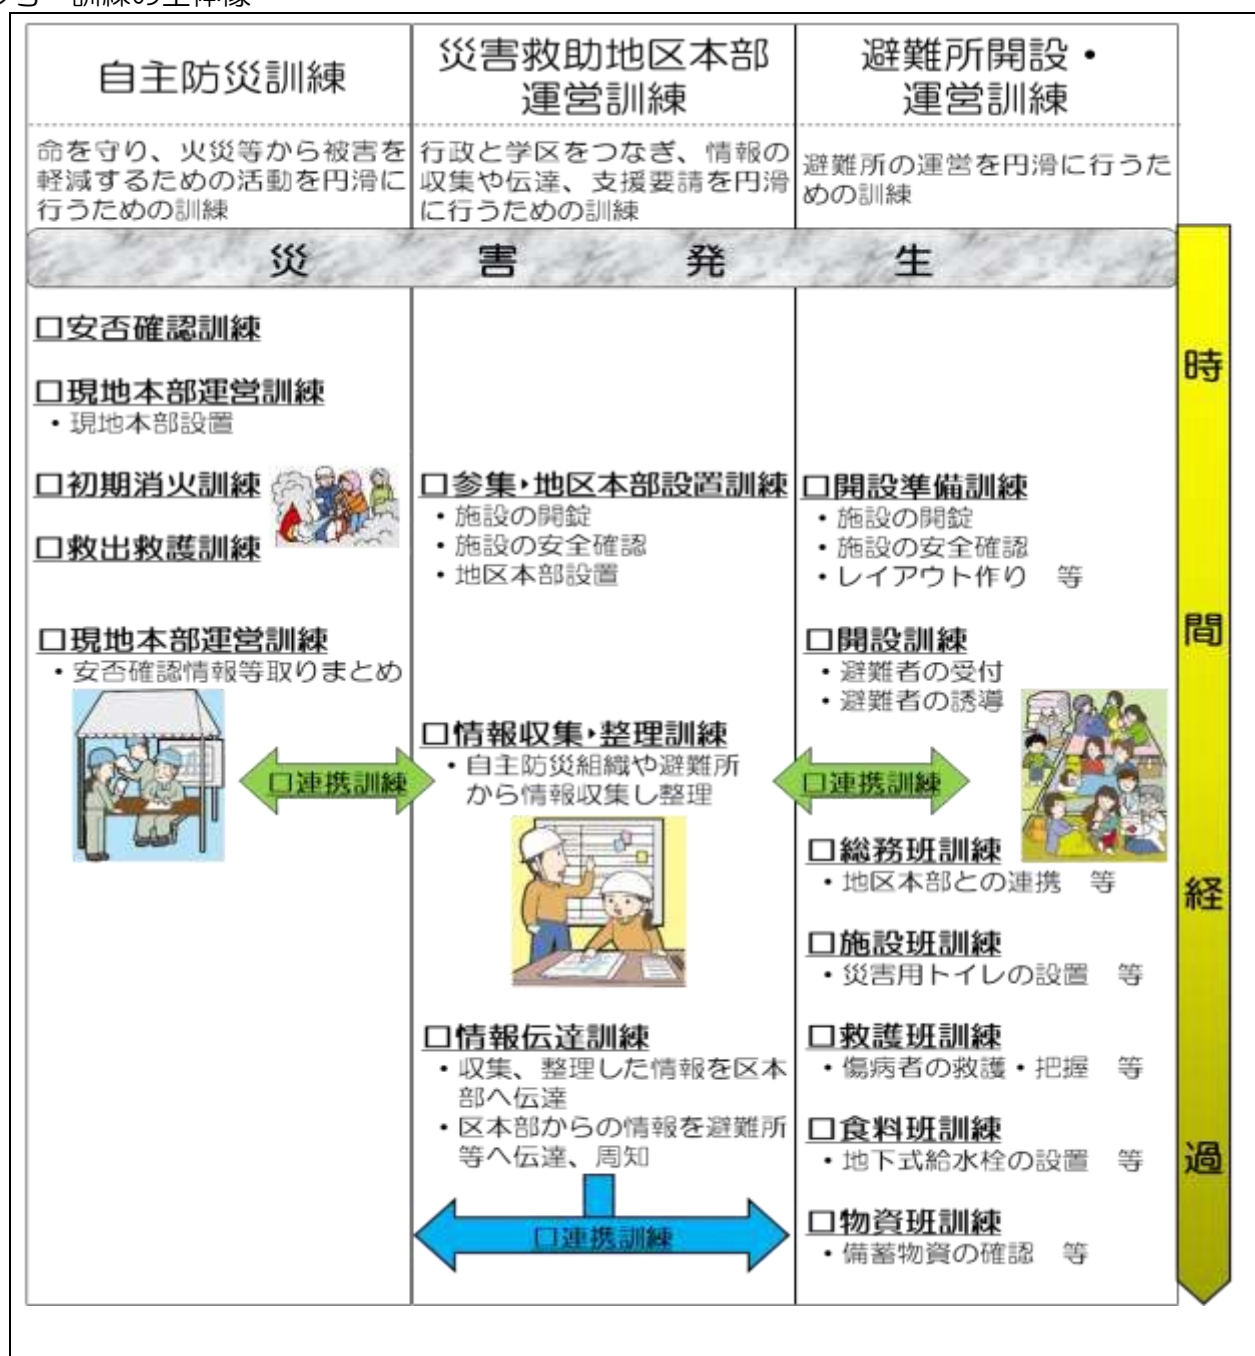 訓練の全体像
自主防災訓練
命を守り、火災等から被害を
軽減するための活動を円滑に
行うための訓練
災害救助地区本部
運営訓練
行政と学区をつなぎ、情報の
収集や伝達、支援要請を円滑
に行うための訓練
避難所開設・
運営訓練
避難所の運営を円滑に行うた
めの訓練
災 害 発 生
□安否確認訓練
□現地本部運営訓練
・現地本部設置
□初期消火訓練
□救出救護訓練
□現地本部運営訓練
・安否確認情報等取りまとめ
□連携訓練
□参集・地区本部設置訓練
・施設の開錠
・施設の安全確認
・地区本部設置
□情報収集・整理訓練
・自主防災組織や避難所
から情報収集し整理
□情報伝達訓練
・収集、整理した情報を区本
部へ伝達
・区本部からの情報を避難所
等へ伝達、周知
□連携訓練
□開設準備訓練
・施設の開錠
・施設の安全確認
・レイアウト作り 等
□開設訓練
・避難者の受付
・避難者の誘導
□連携訓練
□総務班訓練
・地区本部との連携 等
□施設班訓練
・災害用トイレの設置 等
□救護班訓練
・傷病者の救護・把握 等
□食料班訓練
・地下式給水栓の設置 等
□物資班訓練
・備蓄物資の確認 等
時間経過